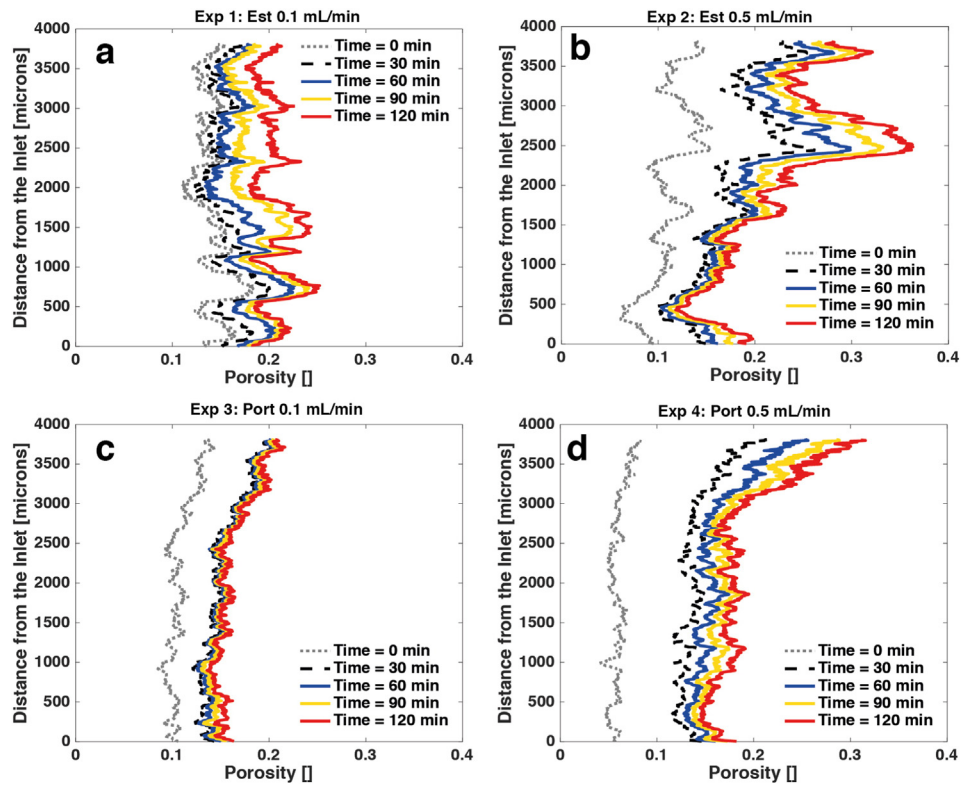 Exp 1: Est 0.1 mL/min
a
Distance from the Inlet [microns]
4000
3500
3000
2500
2000
1500
1000
500
0
Time = 0 min
Time = 30 min
Time = 60 min
Time = 90 min
Time = 120 min
0 0.1 0.2 0.3 0.4
Porosity []
Exp 2: Est 0.5 mL/min
b
Distance from the Inlet [microns]
4000
3500
3000
2500
2000
1500
1000
500
0
Time = 0 min
Time = 30 min
Time = 60 min
Time = 90 min
Time = 120 min
0 0.1 0.2 0.3 0.4
Porosity []
Exp 3: Port 0.1 mL/min
c
Distance from the Inlet [microns]
4000
3500
3000
2500
2000
1500
1000
500
0
Time = 0 min
Time = 30 min
Time = 60 min
Time = 90 min
Time = 120 min
0 0.1 0.2 0.3 0.4
Porosity []
Exp 4: Port 0.5 mL/min
d
Distance from the Inlet [microns]
4000
3500
3000
2500
2000
1500
1000
500
0
Time = 0 min
Time = 30 min
Time = 60 min
Time = 90 min
Time = 120 min
0 0.1 0.2 0.3 0.4
Porosity []